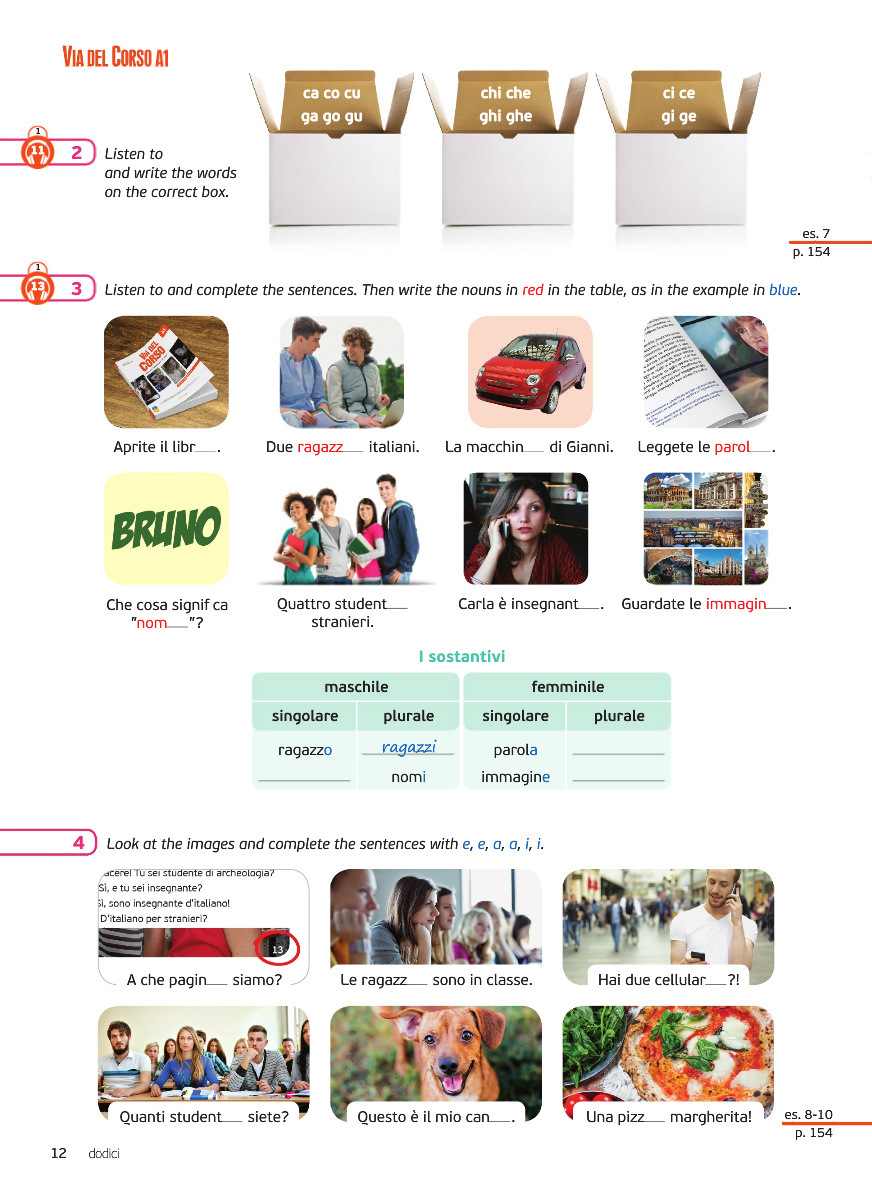 VIA DEL CORSO A1
ca co cu
ga go gu
chi che
ghi ghe
ci ce
gi ge
1
11
2
Listen to
and write the words
on the correct box.
es. 7
p. 154
1
13
3
Listen to and complete the sentences. Then write the nouns in red in the table, as in the example in blue.
VIA DEL
CORSO
Aprite il libr___.
Due ragazz___ italiani.
La macchin___ di Gianni.
Leggete le parol___.
BRUNO
Che cosa signif ca
"nom___"?
Quattro student___
stranieri.
Carla è insegnant___.
Guardate le immagin___.
I sostantivi
maschile femminile
singolare plurale singolare plurale
ragazzo ragazzi parola ___
___ nomi immagine ___
4
Look at the images and complete the sentences with e, e, a, a, i, i.
acere! Tu sei studente di archeologia?
Sì, e tu sei insegnante?
Sì, sono insegnante d'italiano!
D'italiano per stranieri?
13
A che pagin___ siamo?
Le ragazz___ sono in classe.
Hai due cellular___?!
Quanti student___ siete?
Questo è il mio can___.
Una pizz___ margherita!
es. 8-10
p. 154
12 dodici